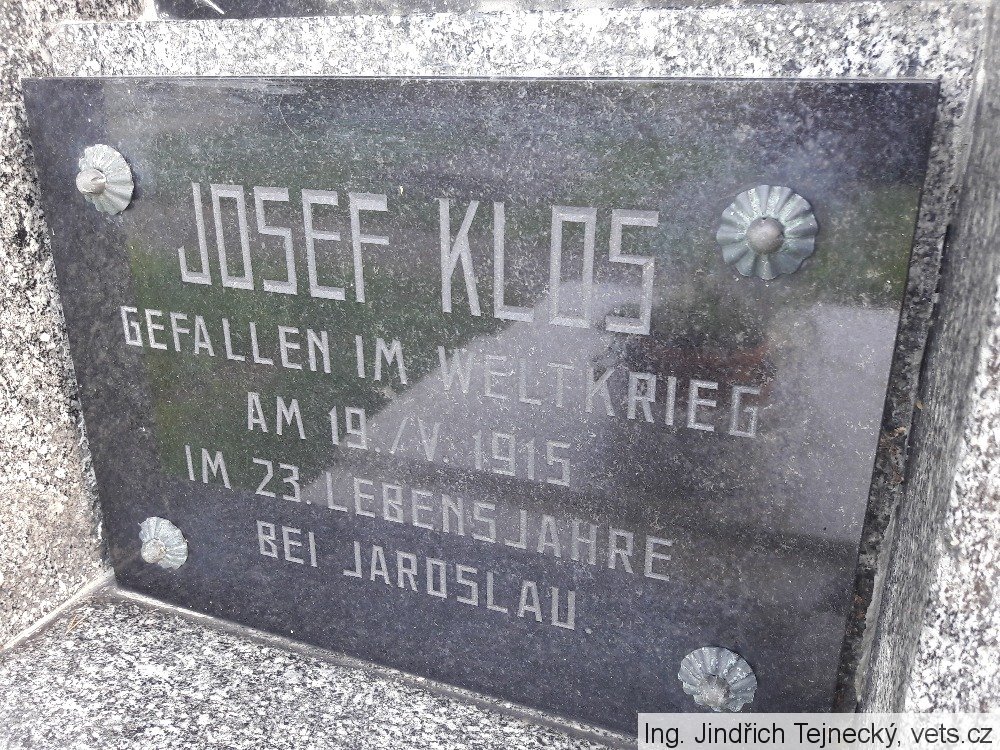 JOSEF KLOS
GEFALLEN IM WELTKRIEG
AM 19./V. 1915
IM 23. LEBENSJAHRE
BEI JAROSLAU
Ing. Jindřich Tejnecký, vets.cz